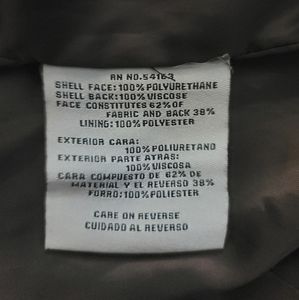 RN NO.54163
SHELL FACE:100% POLYURETHANE
SHELL BACK:100% VISCOSE
FACE CONSTITUTES 62% OF
FABRIC AND BACK 38%
LINING:100% POLYESTER
EXTERIOR CARA:
100% POLIURETANO
EXTERIOR PARTE ATRAS:
100% VISCOSA
CARA COMPUESTO DE 62% DE
MATERIAL Y EL REVERSO 38%
FORRO:100% POLIESTER
CARE ON REVERSE
CUIDADO AL REVERSO